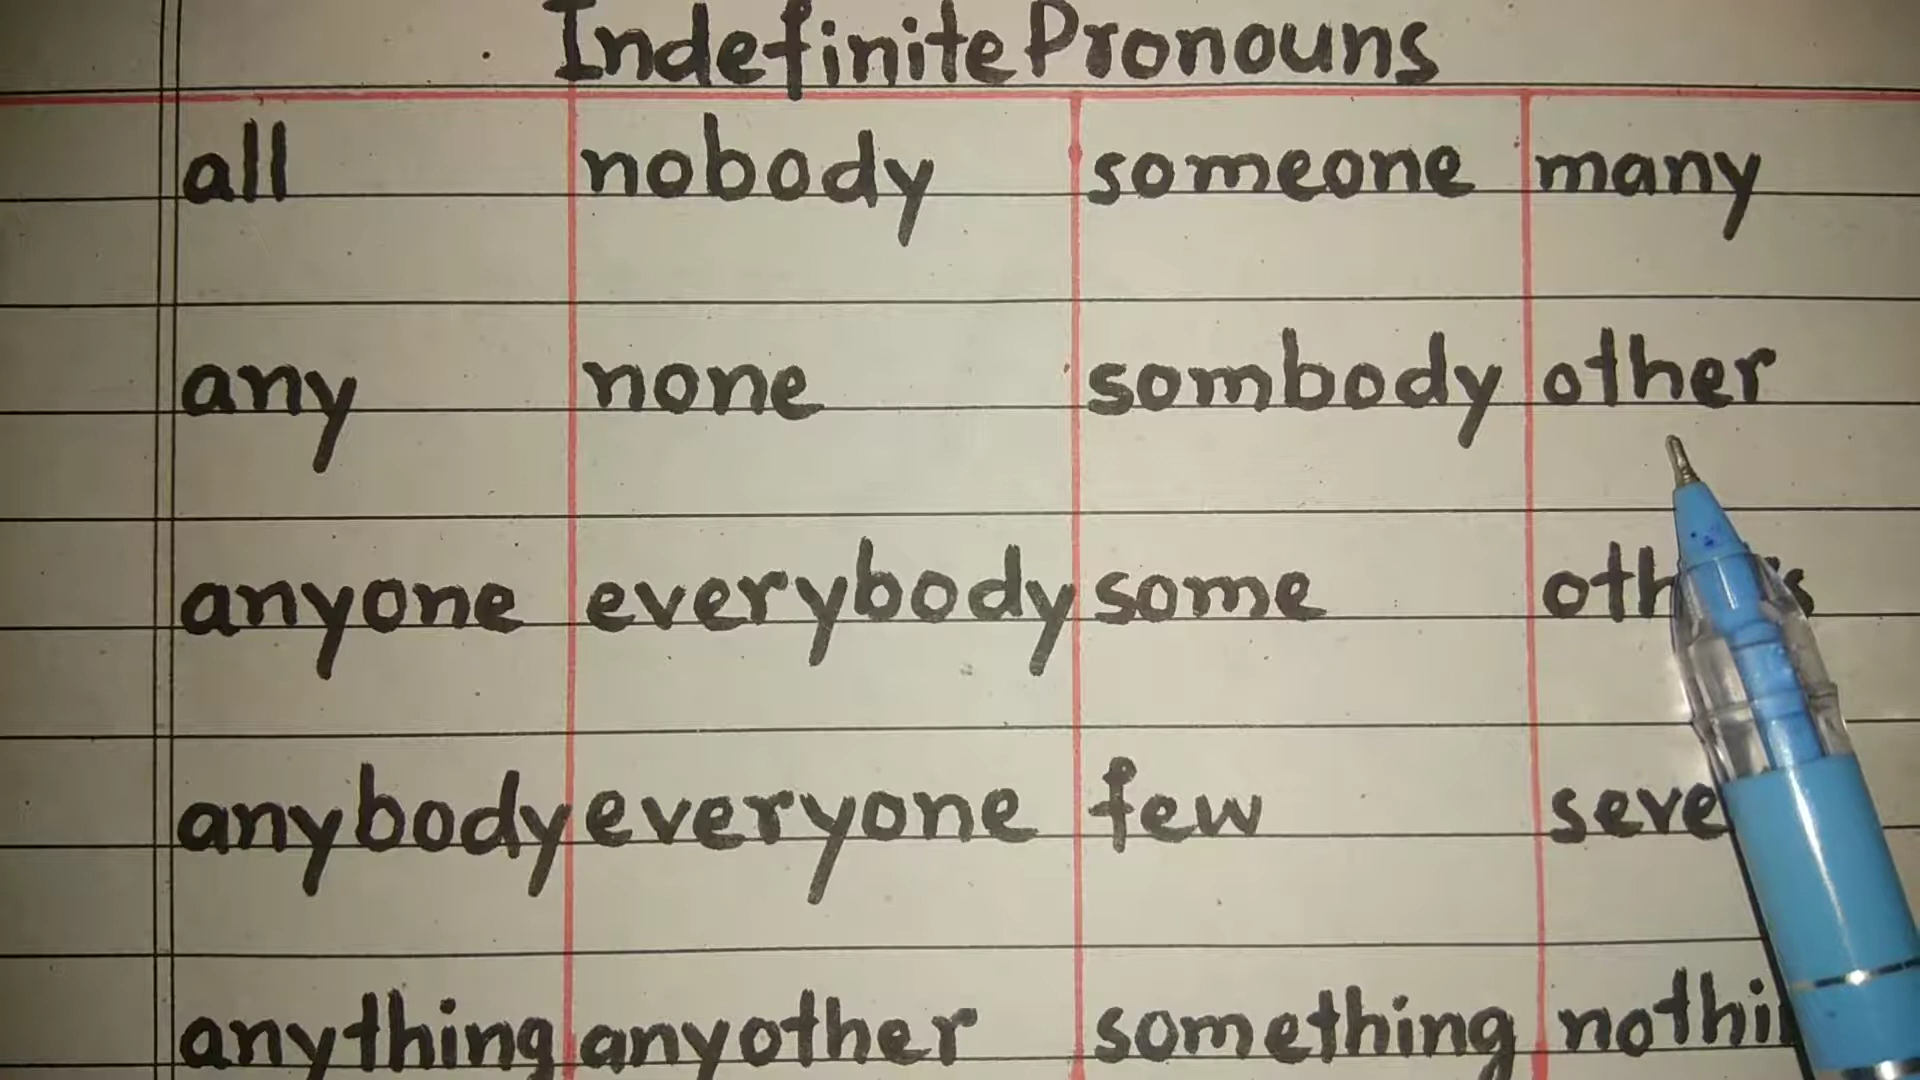 Indefinite Pronouns
all nobody someone many
any none sombody other
anyone everybody some
anybody everyone few
anything anyother something